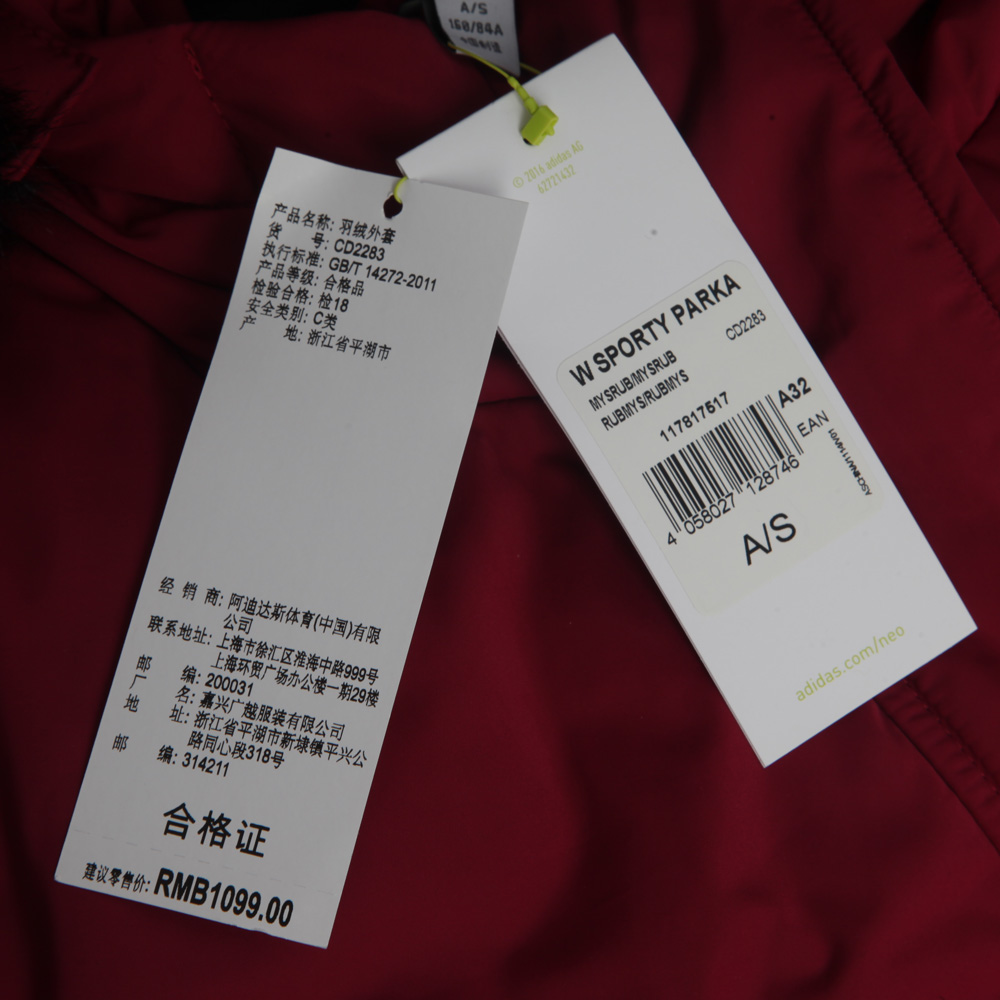 A/S
160/84A
产品名称: 羽绒外套
货 号: CD2283
执行标准: GB/T 14272-2011
产品等级: 合格品
检验合格: 检18
安全类别: C类
产 地: 浙江省平湖市
经 销 商: 阿迪达斯体育(中国)有限
公司
联系地址: 上海市徐汇区淮海中路999号
上海环贸广场办公楼一期29楼
邮 编: 200031
厂 名: 嘉兴广越服装有限公司
地 址: 浙江省平湖市新埭镇平兴公
路同心段318号
邮 编: 314211
合格证
建议零售价: RMB1099.00
© 2016 adidas AG
62721432
W SPORTY PARKA
CD2283
MYSRUB/MYSRUB
RUBMYS/RUBMYS
117817517
A32
EAN
4 058027 128746
A/S
adidas.com/neo